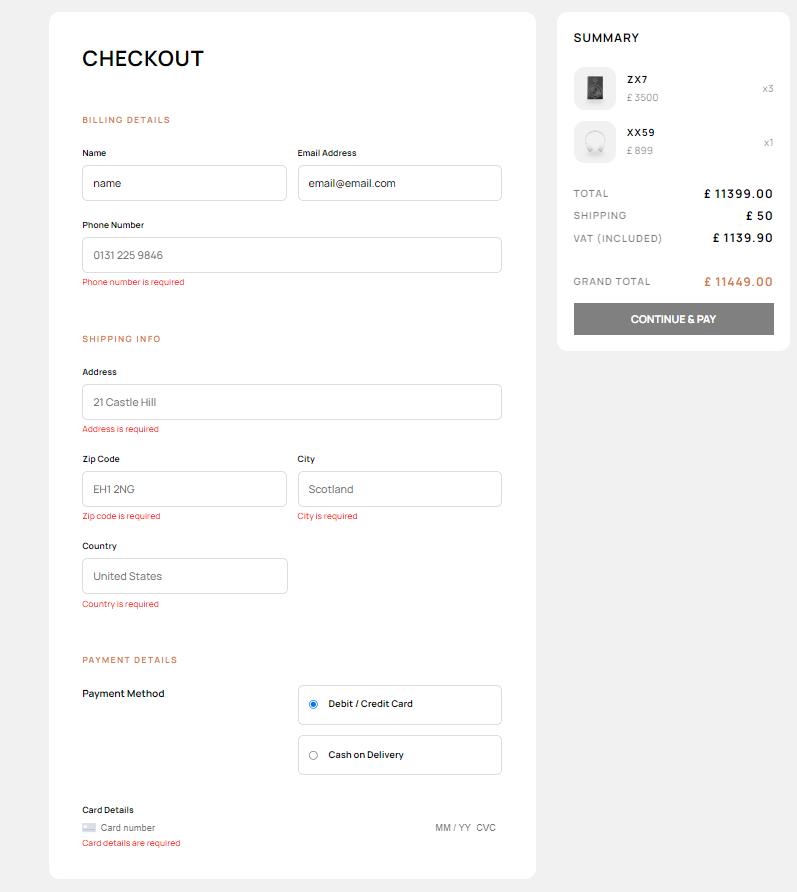 CHECKOUT
BILLING DETAILS
Name
Email Address
name
email@email.com
Phone Number
0131 225 9846
Phone number is required
SHIPPING INFO
Address
21 Castle Hill
Address is required
Zip Code
City
EH1 2NG
Scotland
Zip code is required
City is required
Country
United States
Country is required
PAYMENT DETAILS
Payment Method
Debit / Credit Card
Cash on Delivery
Card Details
Card number
MM / YY CVC
Card details are required
SUMMARY
ZX7
£ 3500
x3
XX59
£ 899
x1
TOTAL
£ 11399.00
SHIPPING
£ 50
VAT (INCLUDED)
£ 1139.90
GRAND TOTAL
£ 11449.00
CONTINUE & PAY